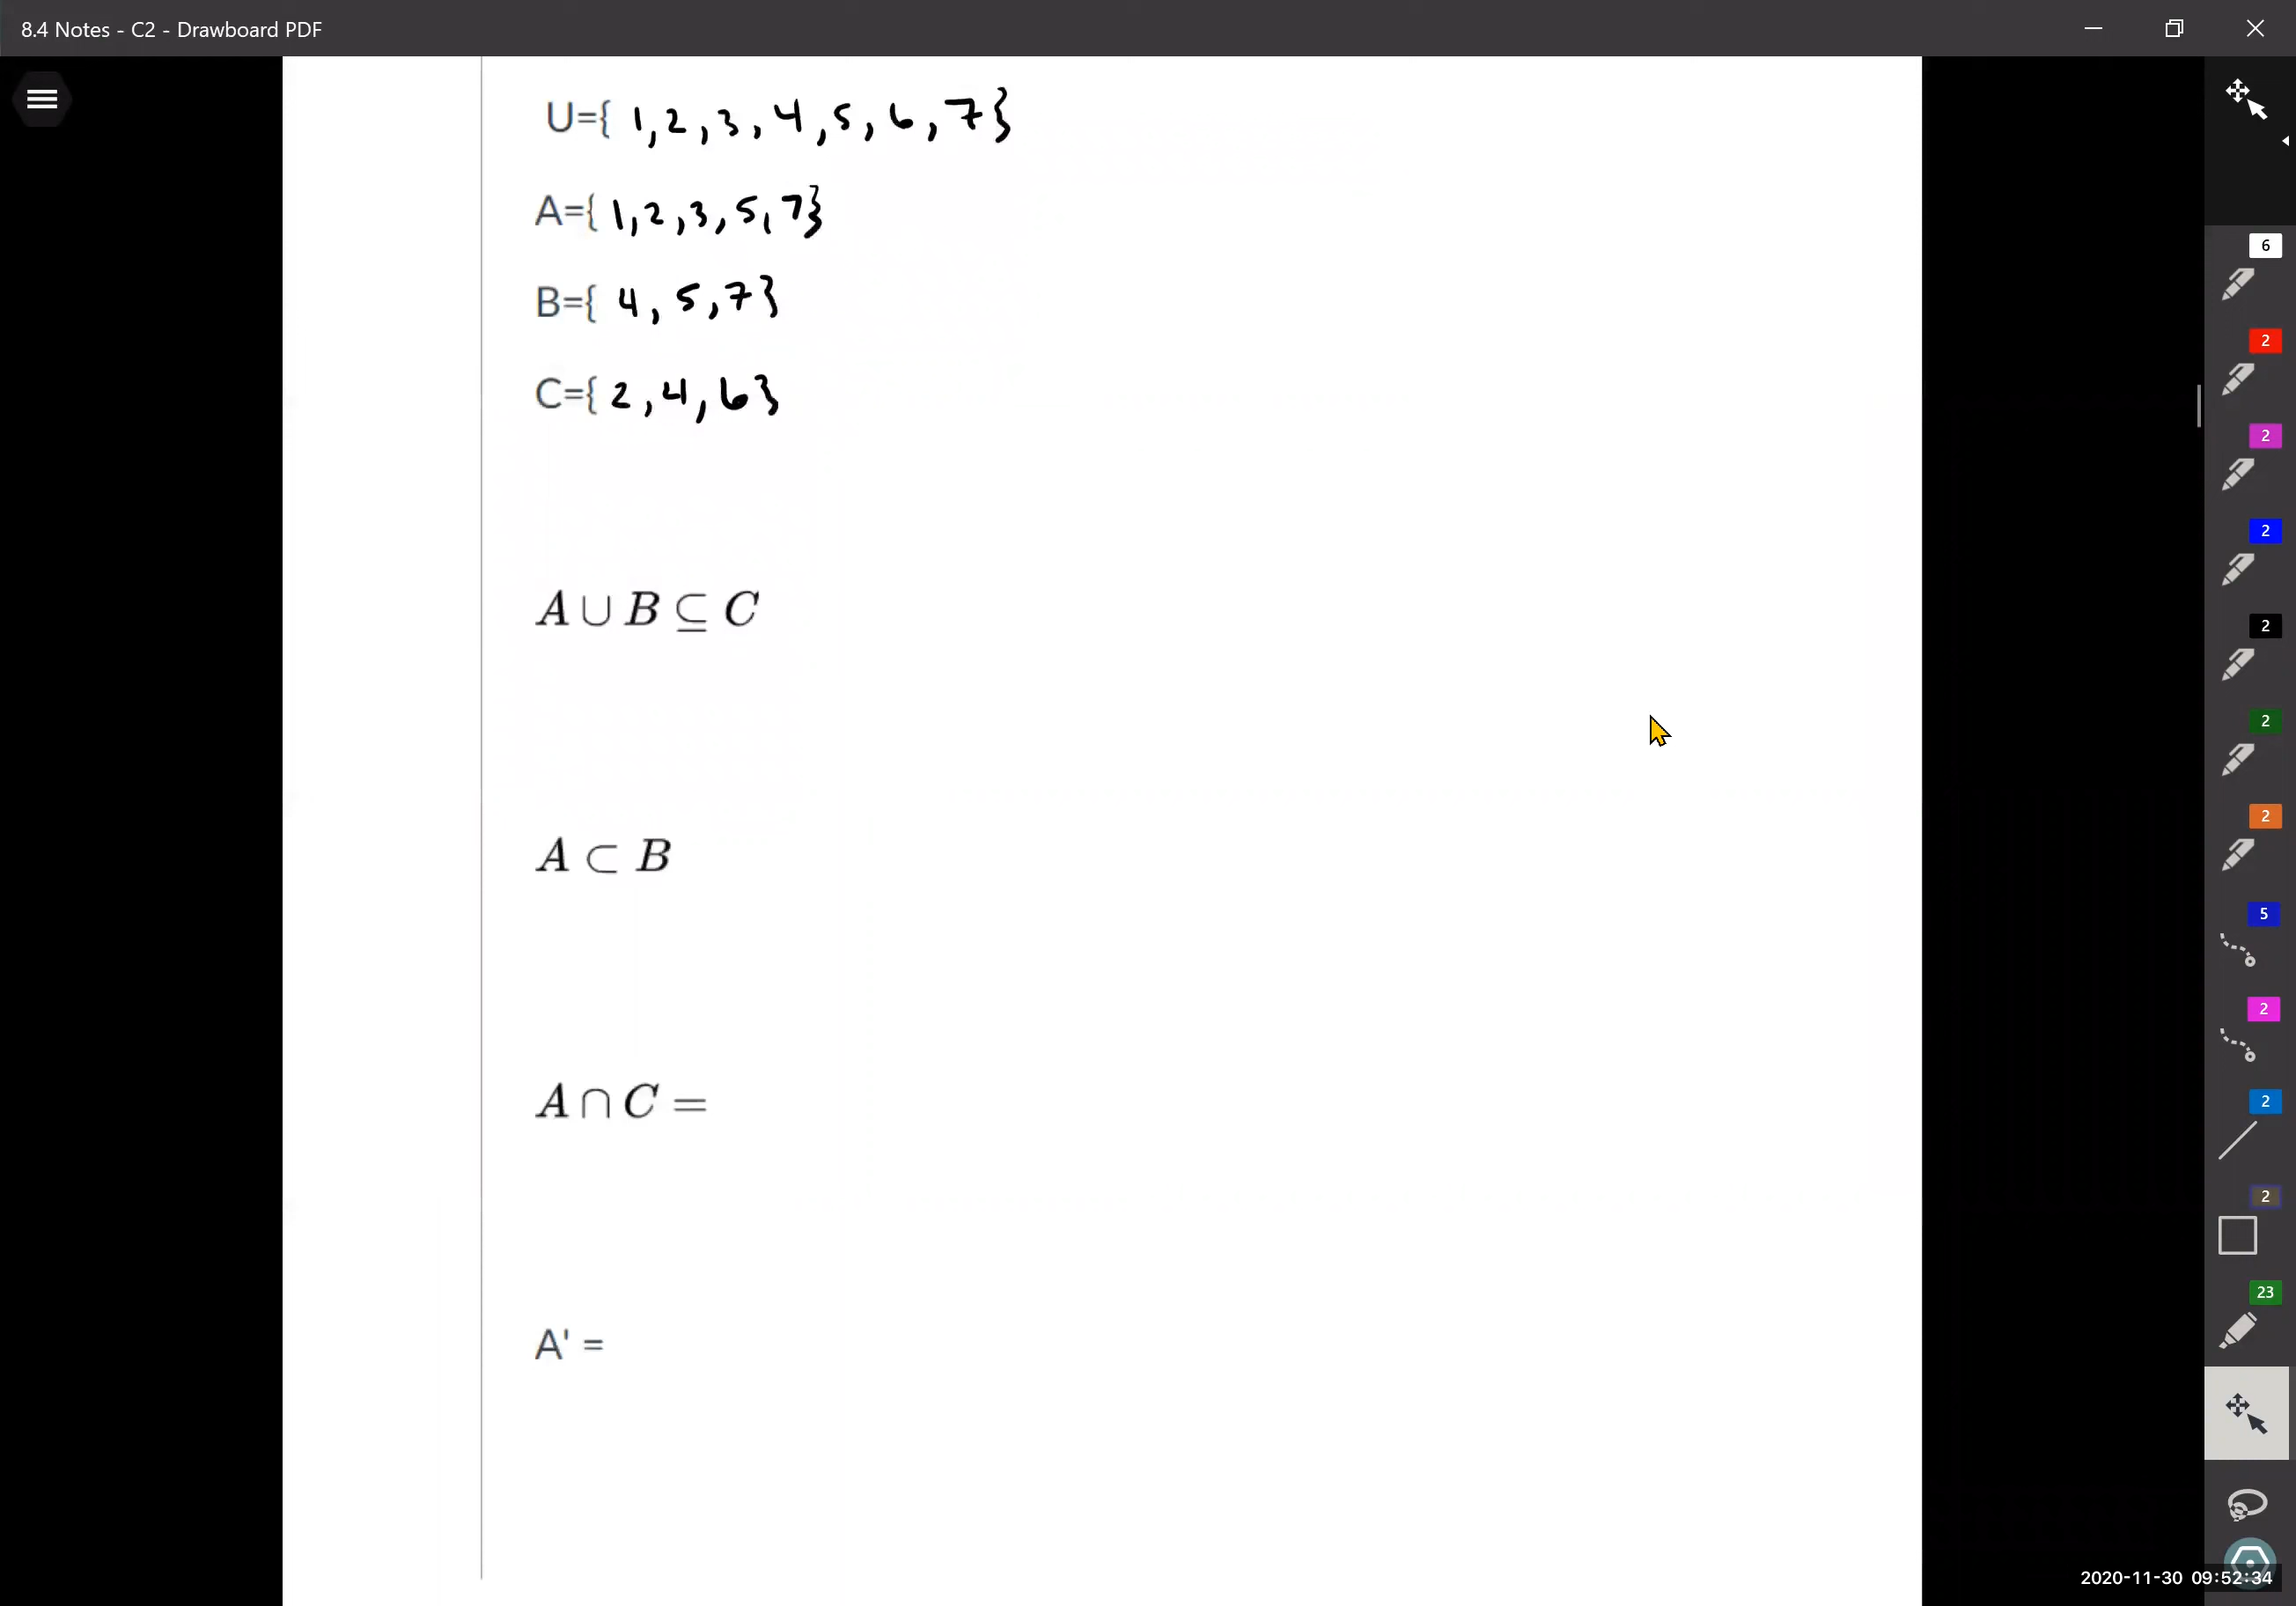 8.4 Notes - C2 - Drawboard PDF
U={ 1,2,3,4,5,6,7}
A={ 1,2,3,5,7}
B={ 4,5,7}
C={ 2,4,6}
A ∪ B ⊆ C
A ⊂ B
A ∩ C =
A' =
6
2
2
2
2
2
2
5
2
2
2
23
2020-11-30 09:52:34